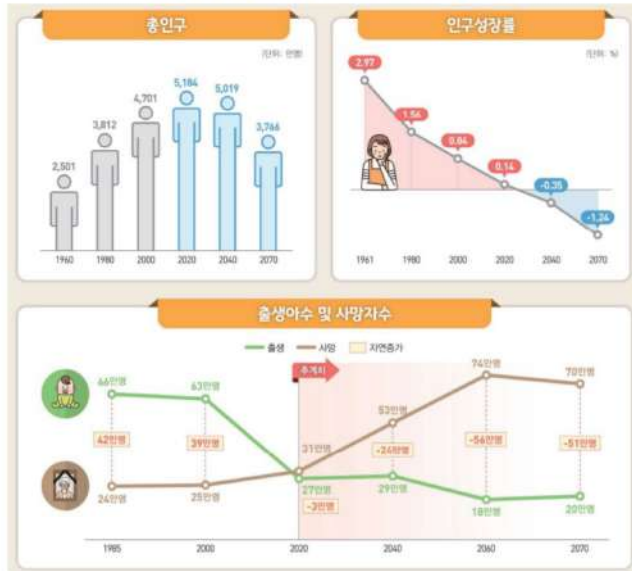 총인구
(단위: 만명)
2,501
3,812
4,701
5,184
5,019
3,766
1960 1980 2000 2020 2040 2070
인구성장률
(단위: %)
2.97
1.56
0.84
0.14
-0.35
-1.24
1961 1980 2000 2020 2040 2070
출생아수 및 사망자수
출생 사망 자연증가
추계치
66만명 63만명 27만명 29만명 18만명 20만명
42만명 39만명 -3만명 -24만명 -56만명 -51만명
24만명 25만명 31만명 53만명 74만명 70만명
1985 2000 2020 2040 2060 2070